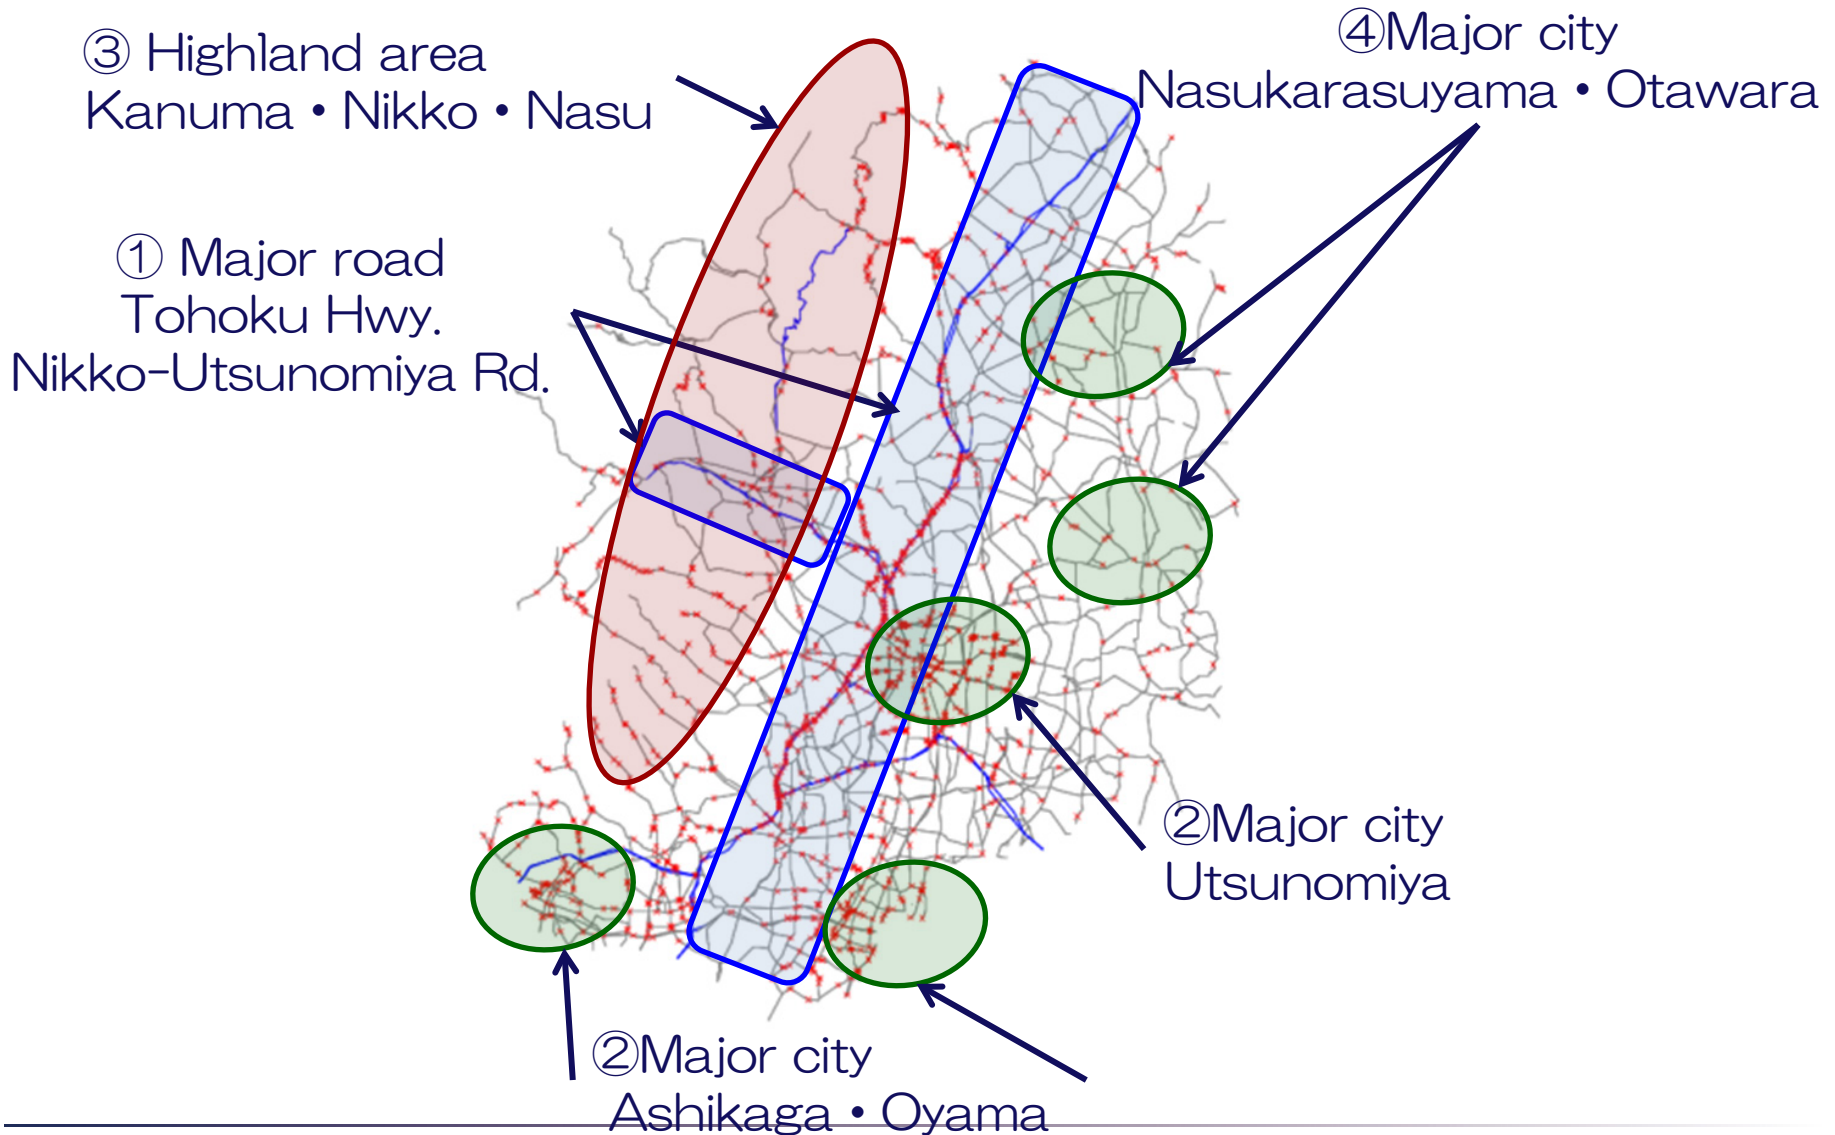 ③ Highland area
Kanuma・Nikko・Nasu
④Major city
Nasukarasuyama・Otawara
① Major road
Tohoku Hwy.
Nikko-Utsunomiya Rd.
②Major city
Utsunomiya
②Major city
Ashikaga・Oyama